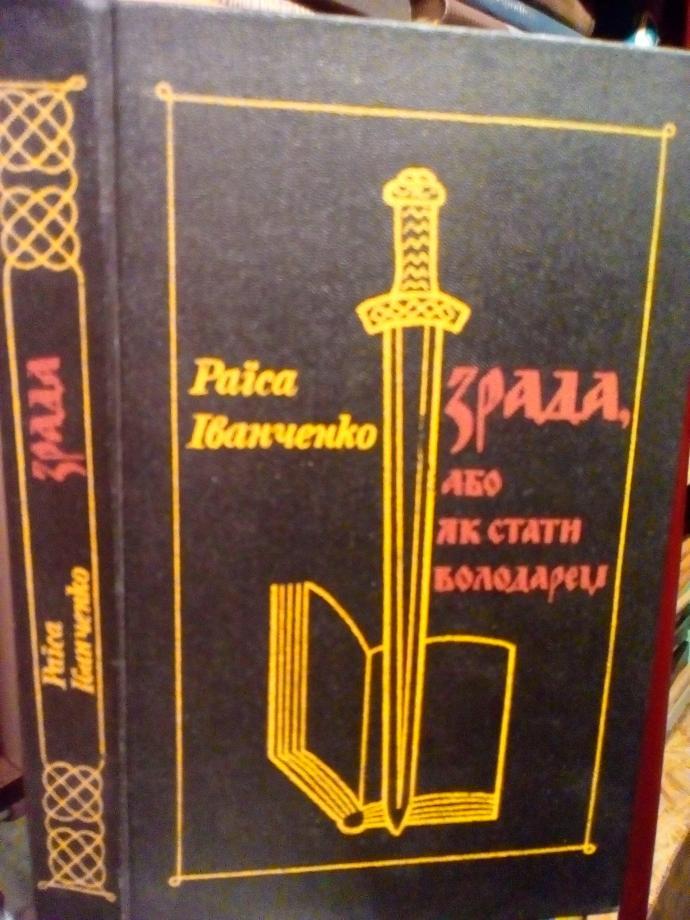 Раїса
Іванченко
Зрада,
або
як стати
володарем
Зрада
Раїса
Іванченко